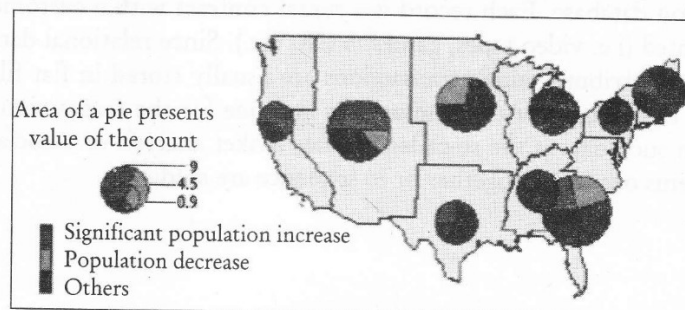 Area of a pie presents
value of the count
9
4.5
0.9
Significant population increase
Population decrease
Others